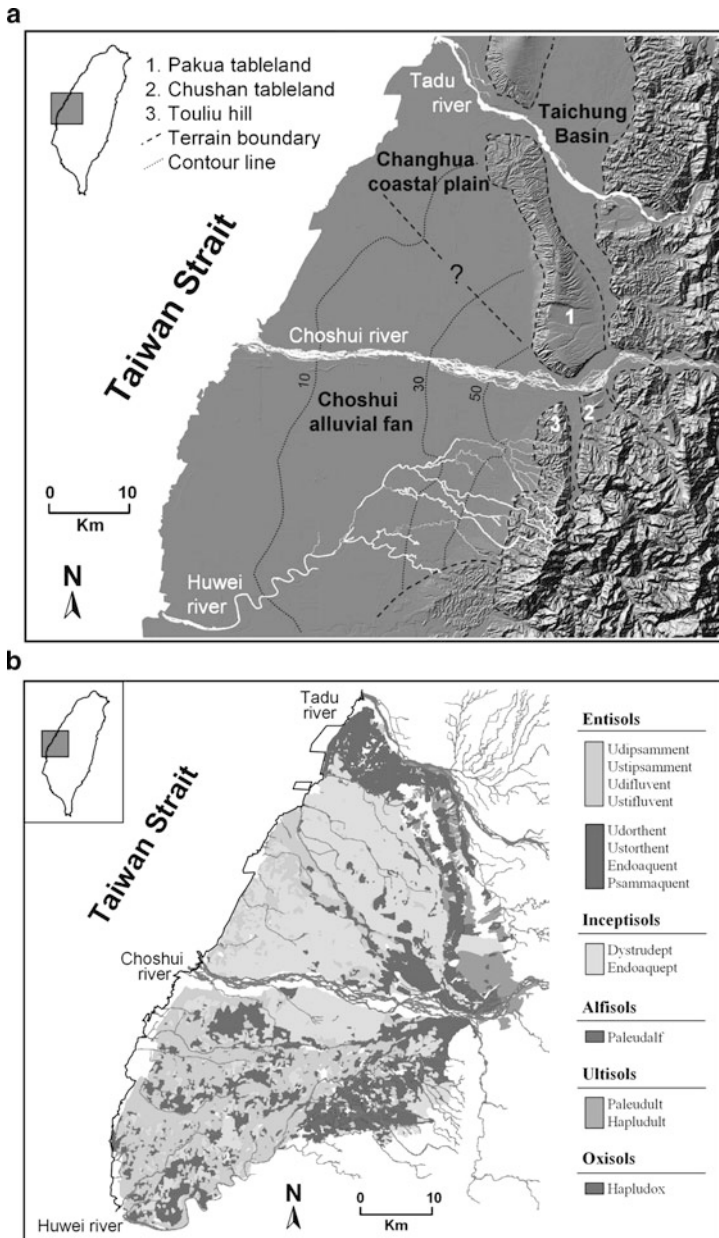 a
1. Pakua tableland
2. Chushan tableland
3. Touliu hill
Terrain boundary
Contour line
Tadu
river
Taichung
Basin
Changhua
coastal plain
Taiwan Strait
?
1
Choshui river
10
30
50
2
3
Choshui
alluvial fan
0 10
Km
N
Huwei
river
b
Tadu
river
Taiwan Strait
Choshui
river
Huwei river
N
0 10
Km
Entisols
Udipsamment
Ustipsamment
Udifluvent
Ustifluvent
Udorthent
Ustorthent
Endoaquent
Psammaquent
Inceptisols
Dystrudept
Endoaquept
Alfisols
Paleudalf
Ultisols
Paleudult
Hapludult
Oxisols
Hapludox